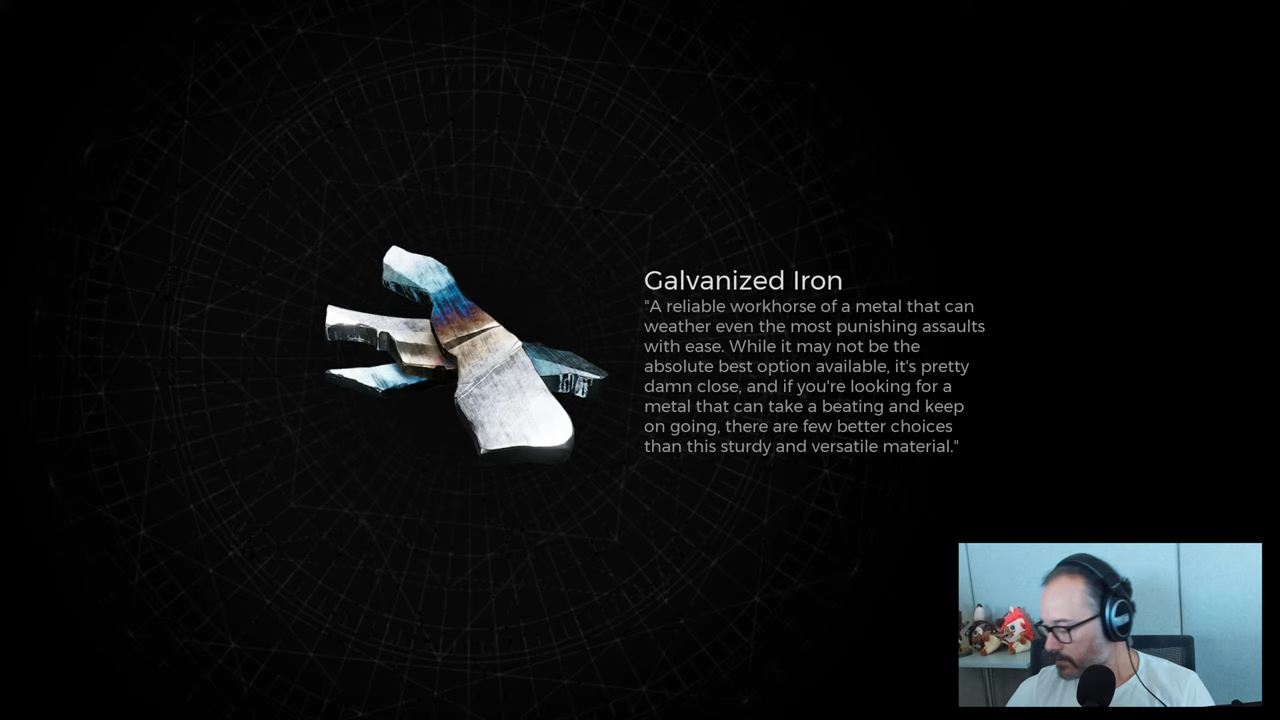 Galvanized Iron
"A reliable workhorse of a metal that can
weather even the most punishing assaults
with ease. While it may not be the
absolute best option available, it's pretty
damn close, and if you're looking for a
metal that can take a beating and keep
on going, there are few better choices
than this sturdy and versatile material."